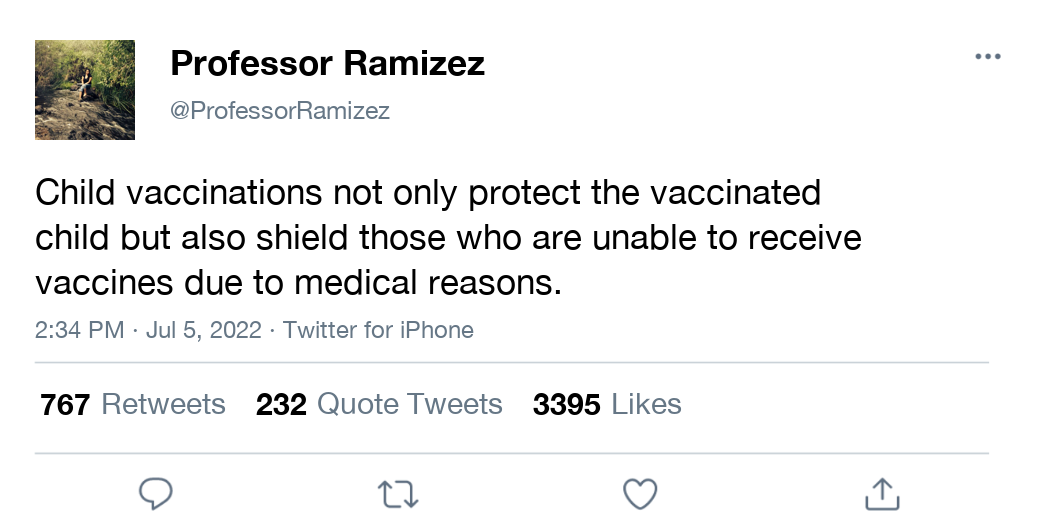 Professor Ramizez
@ProfessorRamizez
Child vaccinations not only protect the vaccinated
child but also shield those who are unable to receive
vaccines due to medical reasons.
2:34 PM · Jul 5, 2022 · Twitter for iPhone
767 Retweets 232 Quote Tweets 3395 Likes